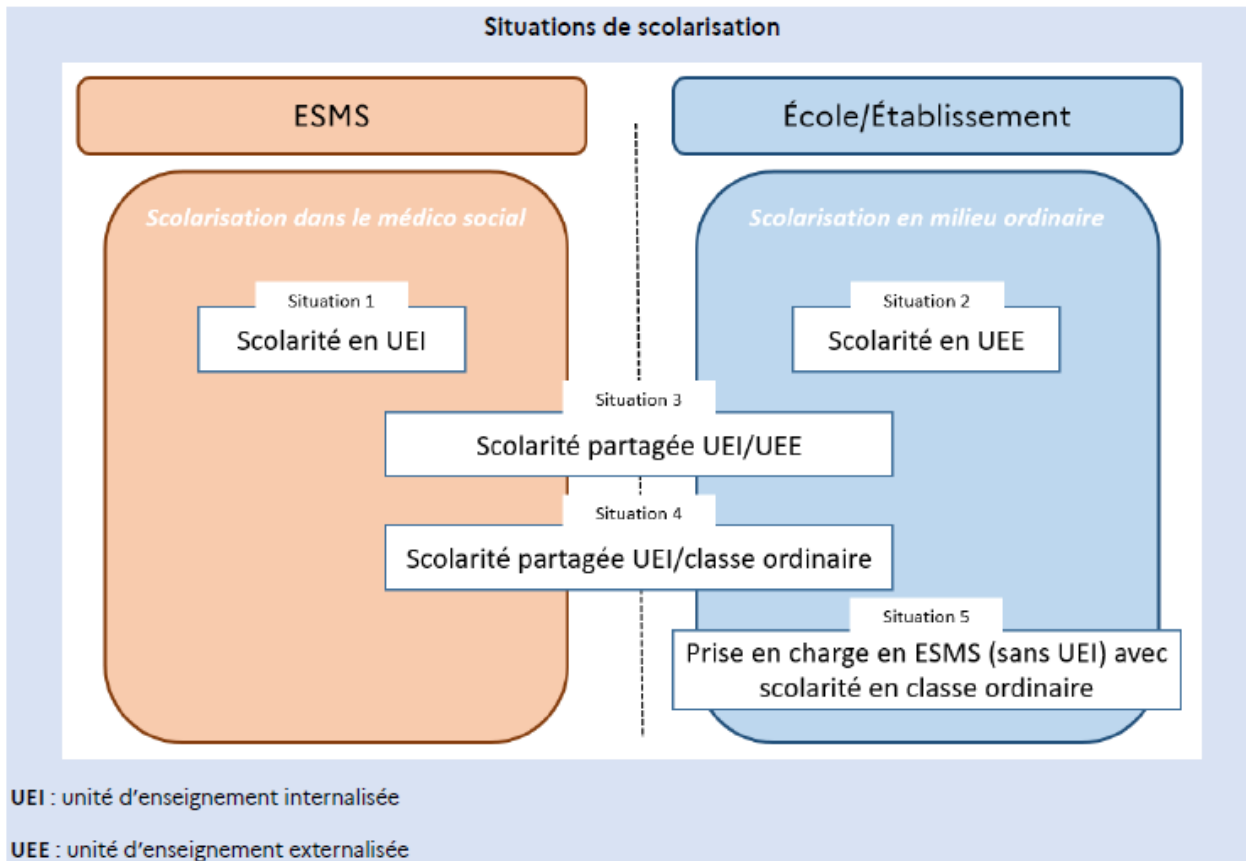 Situations de scolarisation
ESMS
École/Établissement
Scolarisation dans le médico social
Scolarisation en milieu ordinaire
Situation 1
Scolarité en UEI
Situation 2
Scolarité en UEE
Situation 3
Scolarité partagée UEI/UEE
Situation 4
Scolarité partagée UEI/classe ordinaire
Situation 5
Prise en charge en ESMS (sans UEI) avec
scolarité en classe ordinaire
UEI : unité d'enseignement internalisée
UEE : unité d'enseignement externalisée